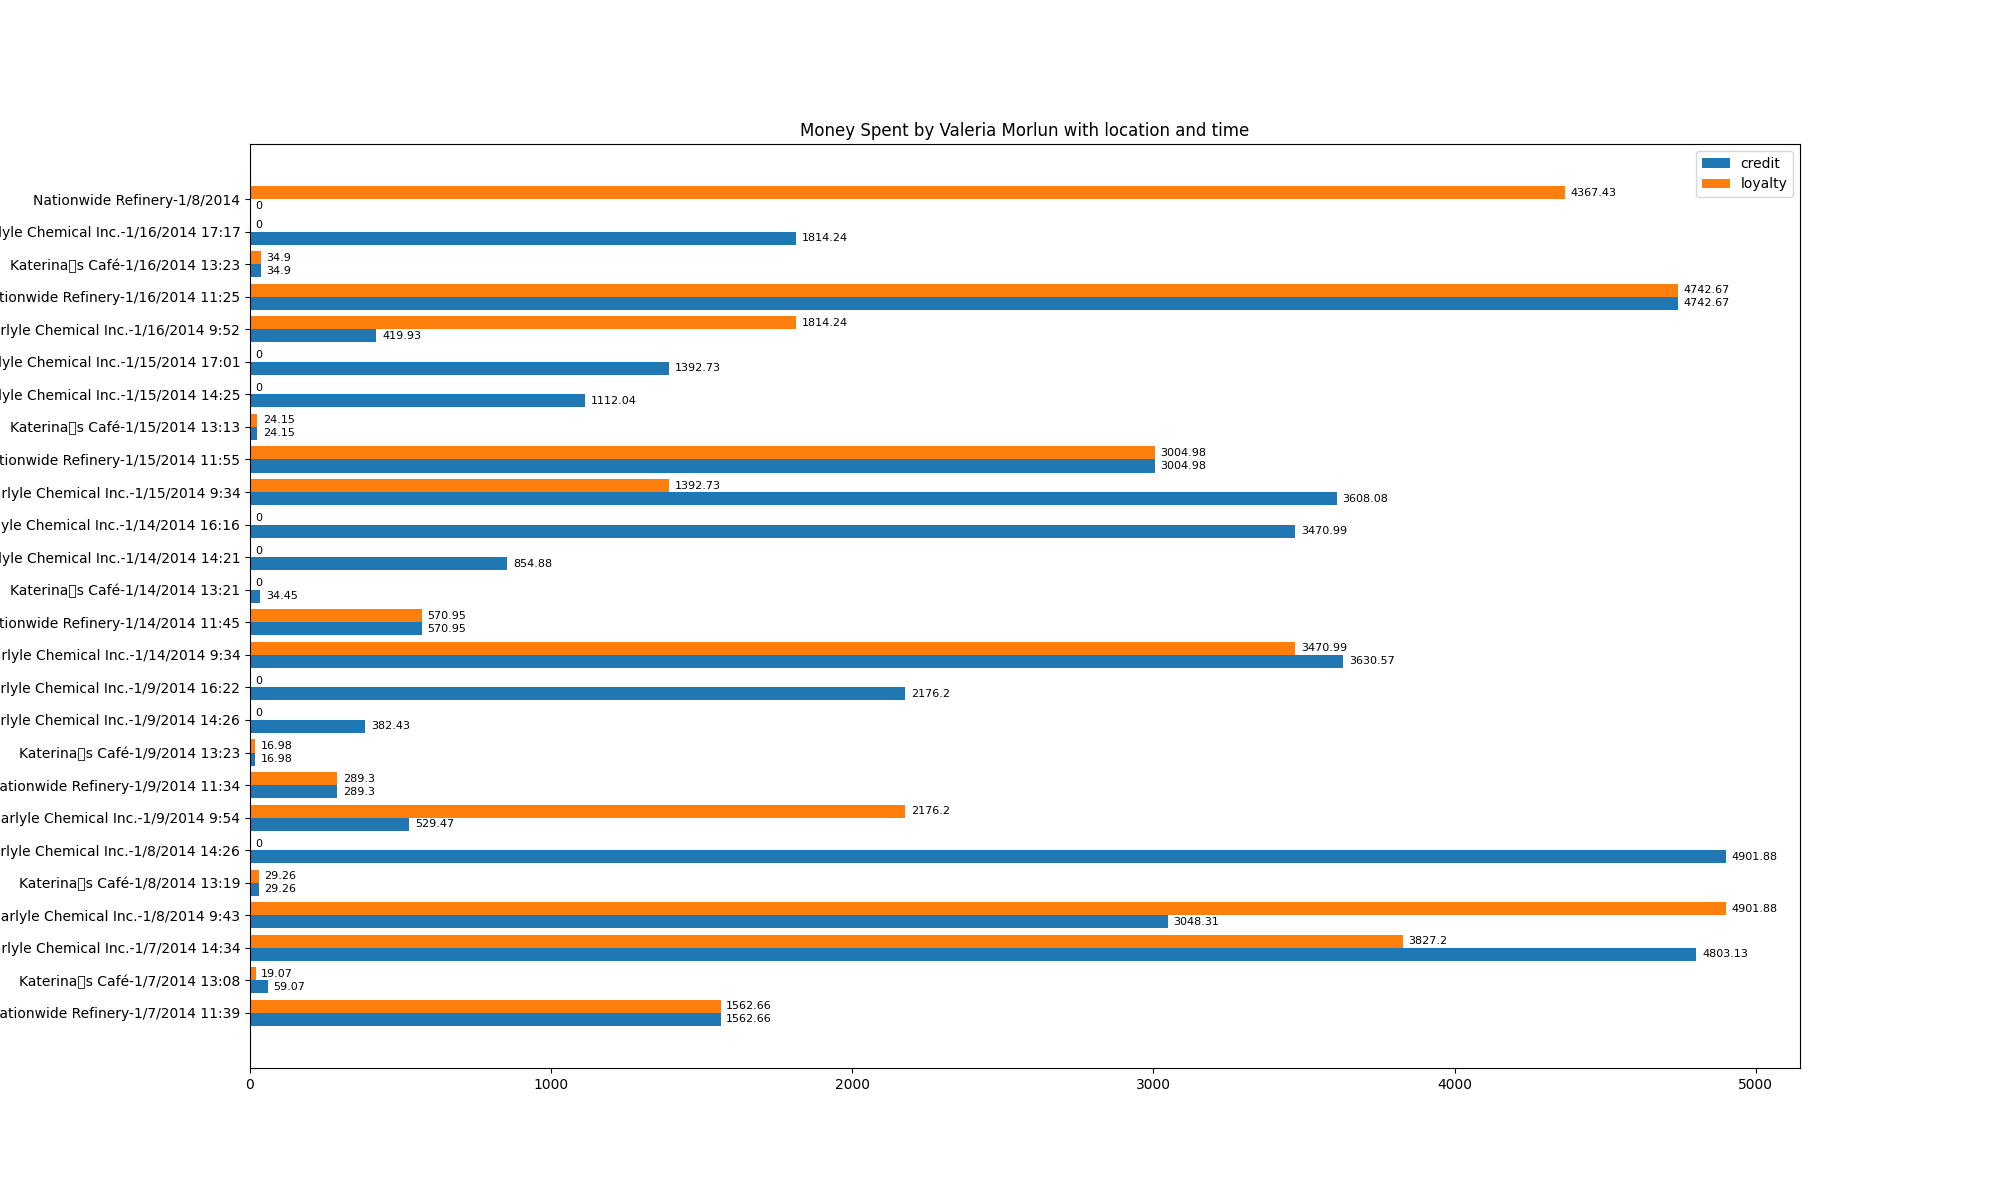 Money Spent by Valeria Morlun with location and time
credit
loyalty
Nationwide Refinery-1/8/2014
4367.43
0
lyle Chemical Inc.-1/16/2014 17:17
0
1814.24
Katerina▯s Café-1/16/2014 13:23
34.9
34.9
tionwide Refinery-1/16/2014 11:25
4742.67
4742.67
rlyle Chemical Inc.-1/16/2014 9:52
1814.24
419.93
lyle Chemical Inc.-1/15/2014 17:01
0
1392.73
lyle Chemical Inc.-1/15/2014 14:25
0
1112.04
Katerina▯s Café-1/15/2014 13:13
24.15
24.15
tionwide Refinery-1/15/2014 11:55
3004.98
3004.98
rlyle Chemical Inc.-1/15/2014 9:34
1392.73
3608.08
lyle Chemical Inc.-1/14/2014 16:16
0
3470.99
lyle Chemical Inc.-1/14/2014 14:21
0
854.88
Katerina▯s Café-1/14/2014 13:21
0
34.45
tionwide Refinery-1/14/2014 11:45
570.95
570.95
rlyle Chemical Inc.-1/14/2014 9:34
3470.99
3630.57
rlyle Chemical Inc.-1/9/2014 16:22
0
2176.2
rlyle Chemical Inc.-1/9/2014 14:26
0
382.43
Katerina▯s Café-1/9/2014 13:23
16.98
16.98
ationwide Refinery-1/9/2014 11:34
289.3
289.3
arlyle Chemical Inc.-1/9/2014 9:54
2176.2
529.47
rlyle Chemical Inc.-1/8/2014 14:26
0
4901.88
Katerina▯s Café-1/8/2014 13:19
29.26
29.26
arlyle Chemical Inc.-1/8/2014 9:43
4901.88
3048.31
rlyle Chemical Inc.-1/7/2014 14:34
3827.2
4803.13
Katerina▯s Café-1/7/2014 13:08
19.07
59.07
ationwide Refinery-1/7/2014 11:39
1562.66
1562.66
0 1000 2000 3000 4000 5000